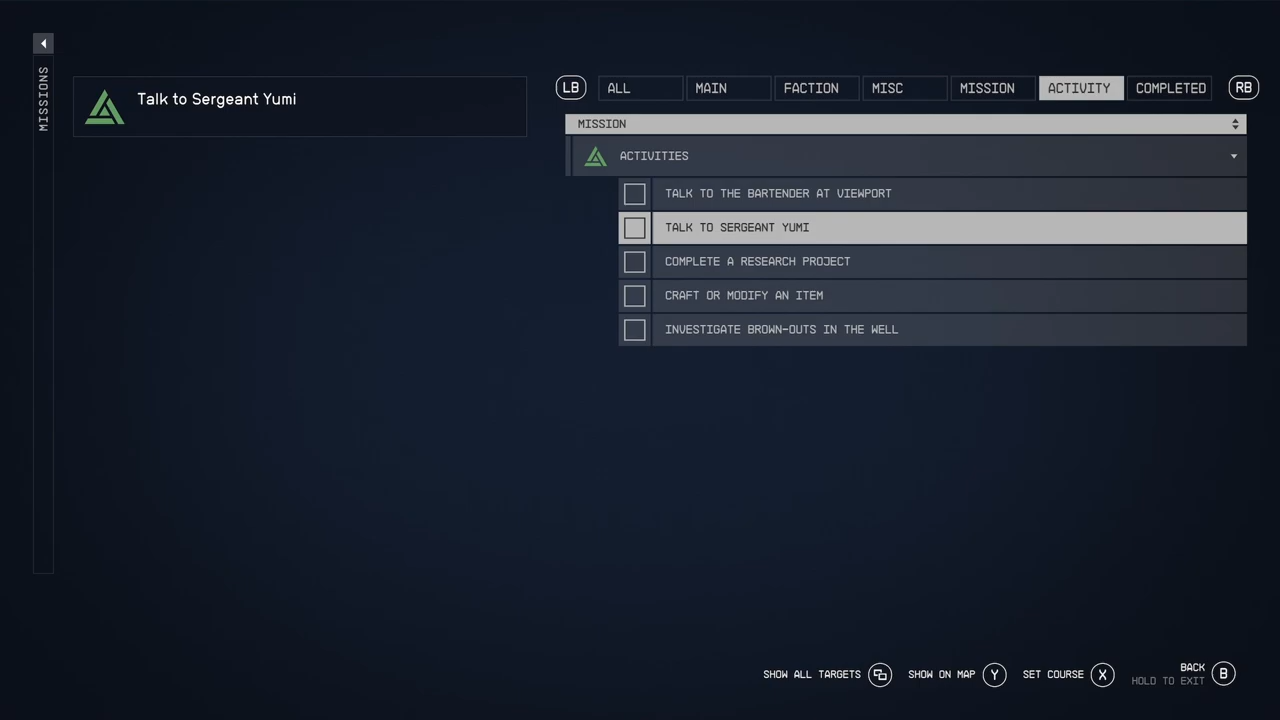 MISSIONS
Talk to Sergeant Yumi
LB
ALL
MAIN
FACTION
MISC
MISSION
ACTIVITY
COMPLETED
RB
MISSION
ACTIVITIES
TALK TO THE BARTENDER AT VIEWPORT
TALK TO SERGEANT YUMI
COMPLETE A RESEARCH PROJECT
CRAFT OR MODIFY AN ITEM
INVESTIGATE BROWN-OUTS IN THE WELL
SHOW ALL TARGETS
SHOW ON MAP Y
SET COURSE X
BACK B
HOLD TO EXIT